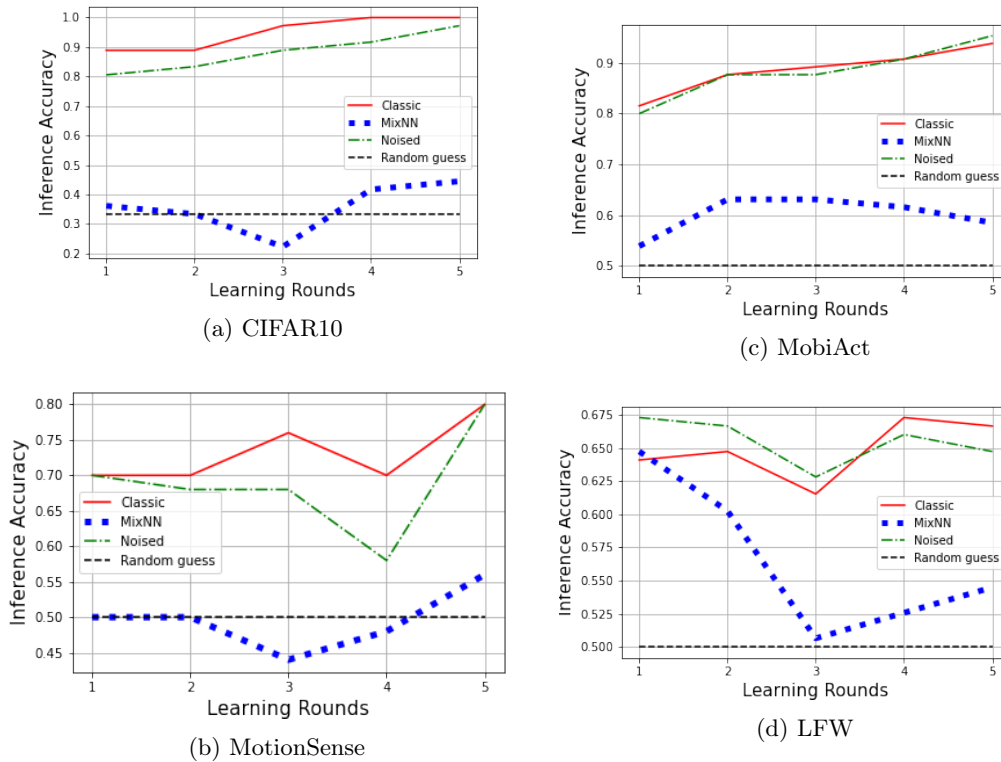 1.0
0.9
0.8
0.7
0.6
0.5
0.4
0.3
0.2
Inference Accuracy
Classic
MixNN
Noised
Random guess
1 2 3 4 5
Learning Rounds
(a) CIFAR10
0.9
0.8
0.7
0.6
0.5
Inference Accuracy
Classic
MixNN
Noised
Random guess
1 2 3 4 5
Learning Rounds
(c) MobiAct
0.80
0.75
0.70
0.65
0.60
0.55
0.50
0.45
Inference Accuracy
Classic
MixNN
Noised
Random guess
1 2 3 4 5
Learning Rounds
(b) MotionSense
0.675
0.650
0.625
0.600
0.575
0.550
0.525
0.500
Inference Accuracy
Classic
MixNN
Noised
Random guess
1 2 3 4 5
Learning Rounds
(d) LFW